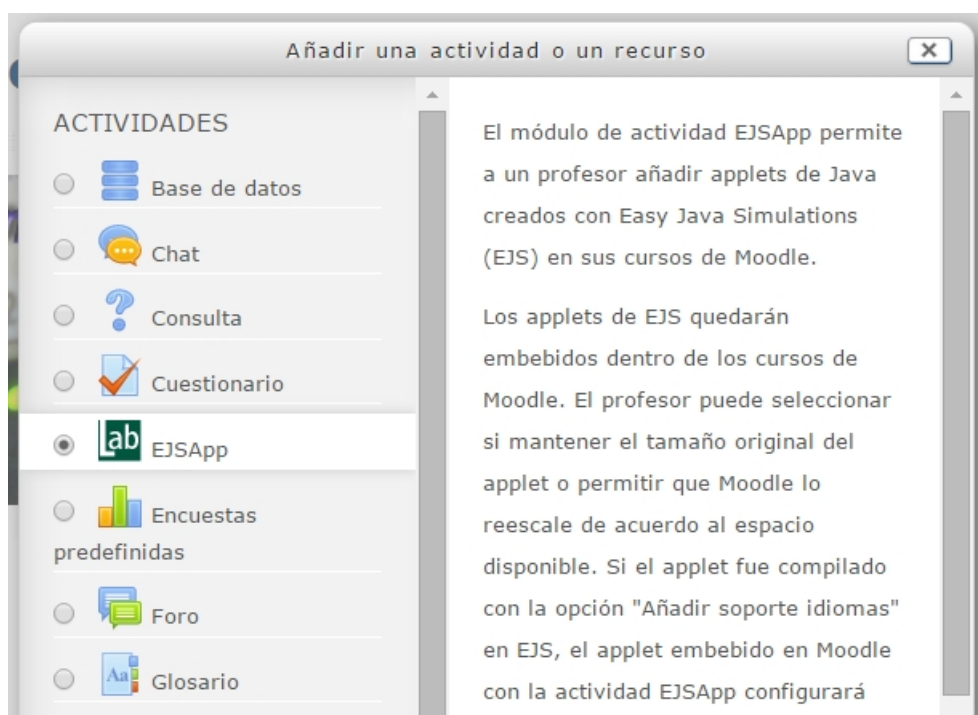 Añadir una actividad o un recurso
ACTIVIDADES
Base de datos
Chat
Consulta
Cuestionario
Lab
EJSApp
Encuestas
predefinidas
Foro
Aa
Glosario
El módulo de actividad EJSApp permite
a un profesor añadir applets de Java
creados con Easy Java Simulations
(EJS) en sus cursos de Moodle.
Los applets de EJS quedarán
embebidos dentro de los cursos de
Moodle. El profesor puede seleccionar
si mantener el tamaño original del
applet o permitir que Moodle lo
reescale de acuerdo al espacio
disponible. Si el applet fue compilado
con la opción "Añadir soporte idiomas"
en EJS, el applet embebido en Moodle
con la actividad EJSApp configurará